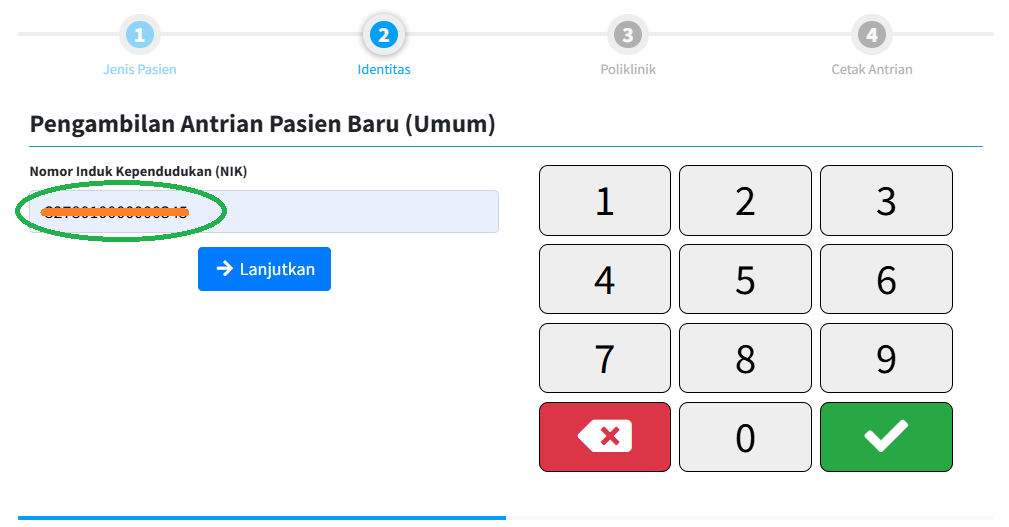 1 2 3 4
Jenis Pasien Identitas Poliklinik Cetak Antrian
Pengambilan Antrian Pasien Baru (Umum)
Nomor Induk Kependudukan (NIK)
Lanjutkan
1 2 3
4 5 6
7 8 9
0